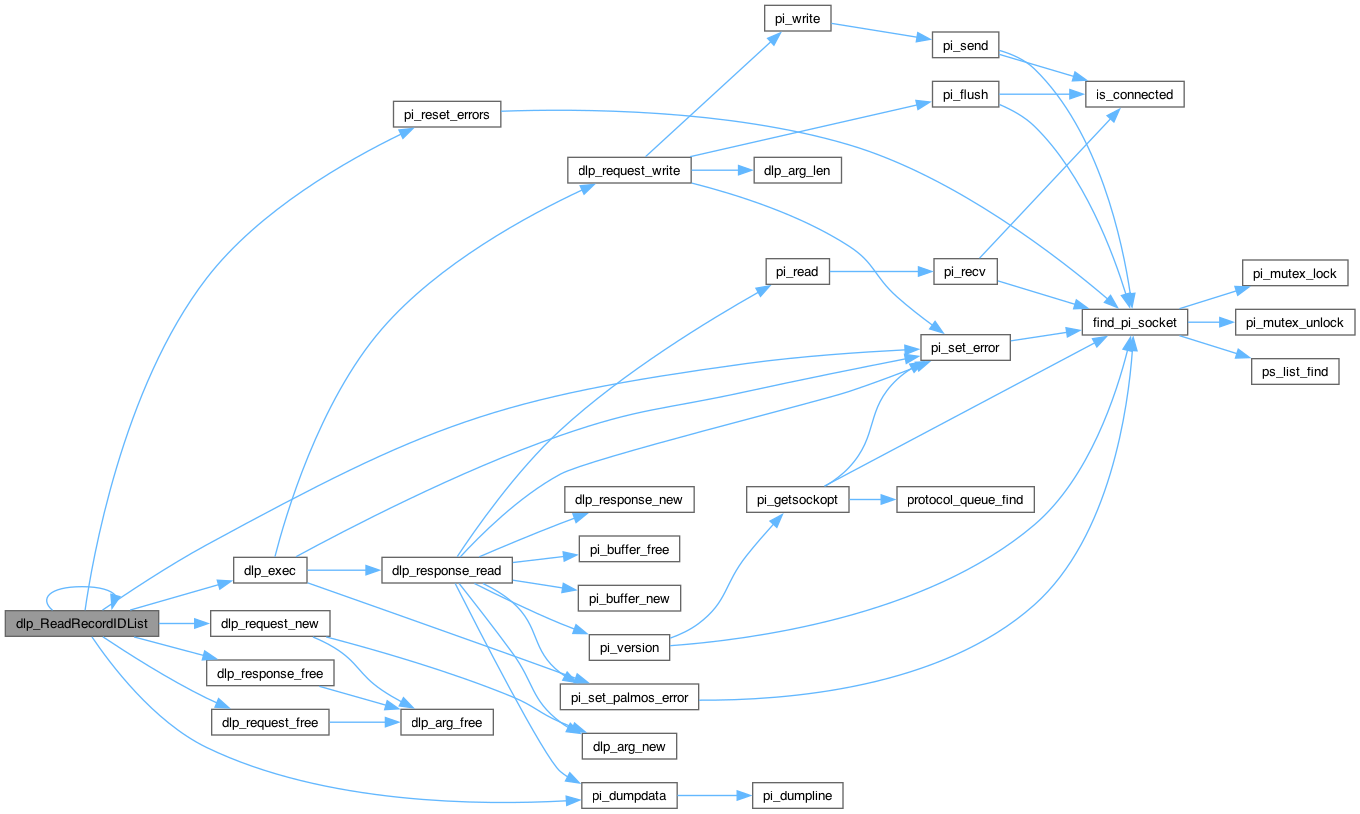 pi_write
pi_send
is_connected
pi_flush
pi_reset_errors
dlp_request_write
dlp_arg_len
pi_read
pi_recv
pi_mutex_lock
find_pi_socket
pi_mutex_unlock
pi_set_error
ps_list_find
dlp_response_new
pi_getsockopt
protocol_queue_find
pi_buffer_free
dlp_exec
dlp_response_read
pi_buffer_new
dlp_ReadRecordIDList
dlp_request_new
pi_version
dlp_response_free
pi_set_palmos_error
dlp_request_free
dlp_arg_free
dlp_arg_new
pi_dumpdata
pi_dumpline